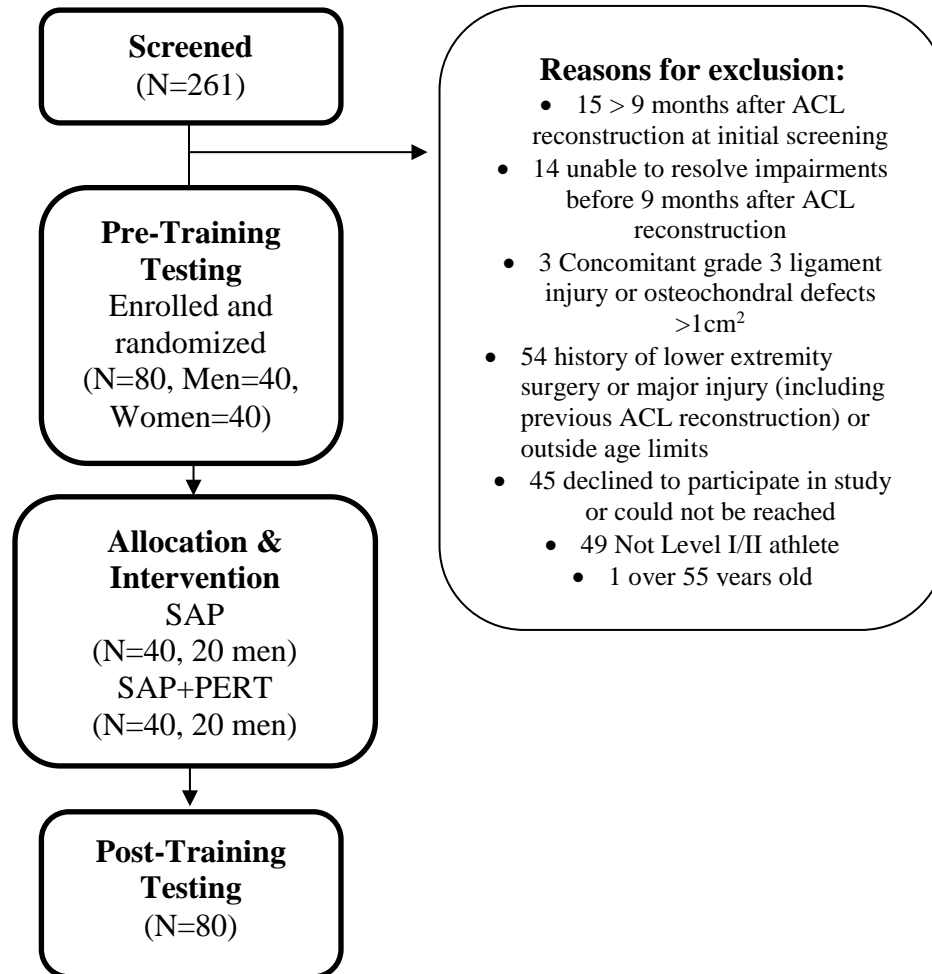 Screened
(N=261)
Reasons for exclusion:
• 15 > 9 months after ACL
reconstruction at initial screening
• 14 unable to resolve impairments
before 9 months after ACL
reconstruction
• 3 Concomitant grade 3 ligament
injury or osteochondral defects
>1cm²
• 54 history of lower extremity
surgery or major injury (including
previous ACL reconstruction) or
outside age limits
• 45 declined to participate in study
or could not be reached
• 49 Not Level I/II athlete
• 1 over 55 years old
Pre-Training
Testing
Enrolled and
randomized
(N=80, Men=40,
Women=40)
Allocation &
Intervention
SAP
(N=40, 20 men)
SAP+PERT
(N=40, 20 men)
Post-Training
Testing
(N=80)